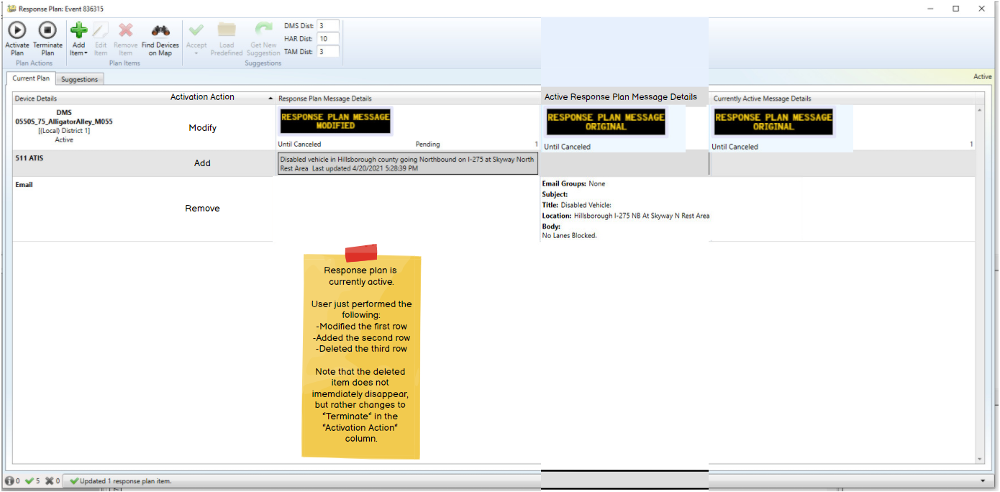 Response Plan: Event 836315
Activate Plan
Terminate Plan
Add Item
Edit Item
Remove Item
Find Devices on Map
Accept
Load Predefined
Get New Suggestion
DMS Dist: 3
HAR Dist: 10
TAM Dist: 3
Plan Actions
Plan Items
Suggestions
Current Plan
Suggestions
Active
Device Details
Activation Action
Response Plan Message Details
Active Response Plan Message Details
Currently Active Message Details
DMS
0550S_75_AlligatorAlley_M055
[(Local) District 1]
Active
Modify
RESPONSE PLAN MESSAGE
MODIFIED
Until Canceled
Pending
1
RESPONSE PLAN MESSAGE
ORIGINAL
Until Canceled
RESPONSE PLAN MESSAGE
ORIGINAL
Until Canceled
1
511 ATIS
Add
Disabled vehicle in Hillsborough county going Northbound on I-275 at Skyway North
Rest Area Last updated 4/20/2021 5:28:39 PM
Email
Remove
Email Groups: None
Subject:
Title: Disabled Vehicle:
Location: Hillsborough I-275 NB At Skyway N Rest Area
Body:
No Lanes Blocked.
Response plan is
currently active.
User just performed the
following:
-Modified the first row
-Added the second row
-Deleted the third row
Note that the deleted
item does not
imemdiately disappear,
but rather changes to
"Terminate" in the
"Activation Action"
column.
0
5
0
Updated 1 response plan item.